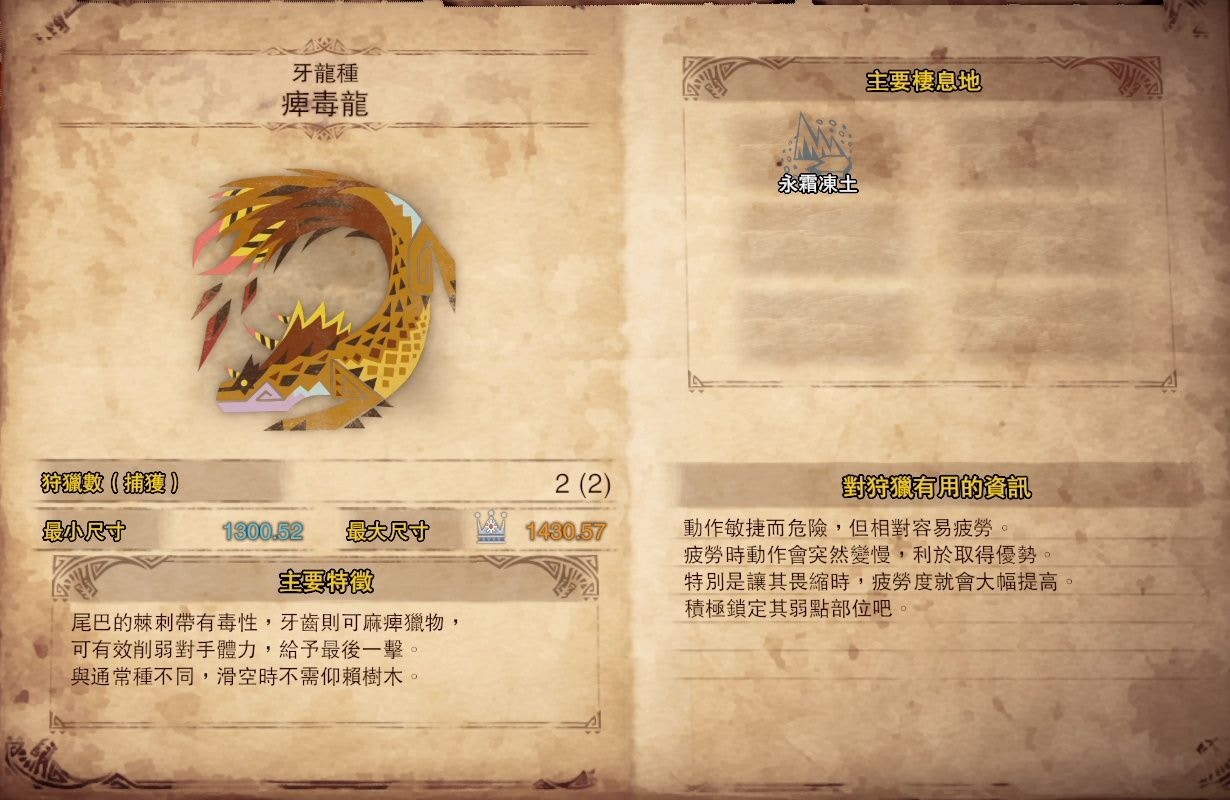 牙龍種
痺毒龍
狩獵數（捕獲） 2 (2)
最小尺寸 1300.52 最大尺寸 1430.57
主要特徵
尾巴的棘刺帶有毒性，牙齒則可麻痺獵物，
可有效削弱對手體力，給予最後一擊。
與通常種不同，滑空時不需仰賴樹木。
主要棲息地
永霜凍土
對狩獵有用的資訊
動作敏捷而危險，但相對容易疲勞。
疲勞時動作會突然變慢，利於取得優勢。
特別是讓其畏縮時，疲勞度就會大幅提高。
積極鎖定其弱點部位吧。